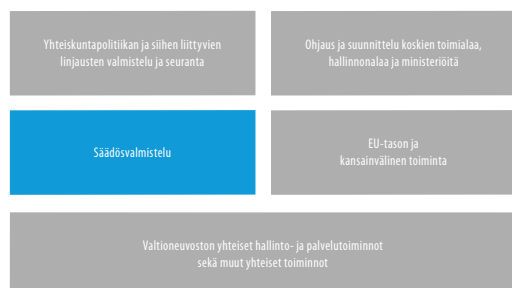 Yhteiskuntapolitiikan ja siihen liittyvien
linjausten valmistelu ja seuranta
Ohjaus ja suunnittelu koskien toimialaa,
hallinnonalaa ja ministeriöitä
Säädösvalmistelu
EU-tason ja
kansainvälinen toiminta
Valtioneuvoston yhteiset hallinto- ja palvelutoiminnot
sekä muut yhteiset toiminnot